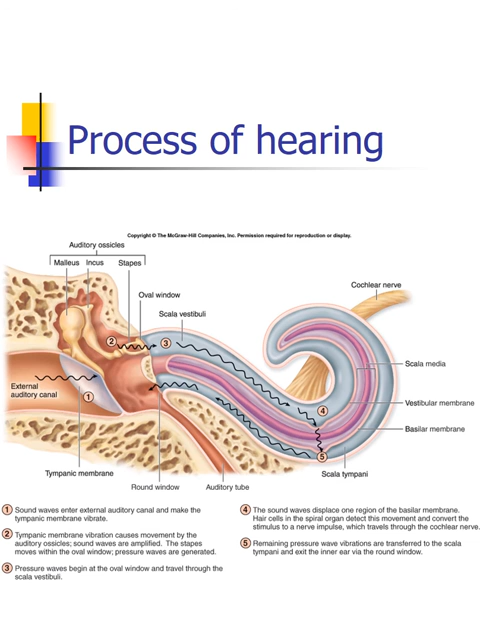 Process of hearing
Copyright © The McGraw-Hill Companies, Inc. Permission required for reproduction or display.
Auditory ossicles
Malleus Incus Stapes
Oval window
Cochlear nerve
Scala vestibuli
2
3
Scala media
External
auditory canal
1
4
Vestibular membrane
Basilar membrane
5
Tympanic membrane
Scala tympani
Round window
Auditory tube
1 Sound waves enter external auditory canal and make the
tympanic membrane vibrate.
2 Tympanic membrane vibration causes movement by the
auditory ossicles; sound waves are amplified. The stapes
moves within the oval window; pressure waves are generated.
3 Pressure waves begin at the oval window and travel through the
scala vestibuli.
4 The sound waves displace one region of the basilar membrane.
Hair cells in the spiral organ detect this movement and convert the
stimulus to a nerve impulse, which travels through the cochlear nerve.
5 Remaining pressure wave vibrations are transferred to the scala
tympani and exit the inner ear via the round window.